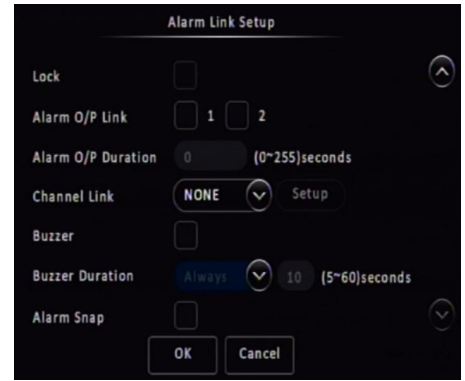 Alarm Link Setup
Lock
Alarm O/P Link 1 2
Alarm O/P Duration 0 (0~255)seconds
Channel Link NONE Setup
Buzzer
Buzzer Duration Always 10 (5~60)seconds
Alarm Snap
OK Cancel